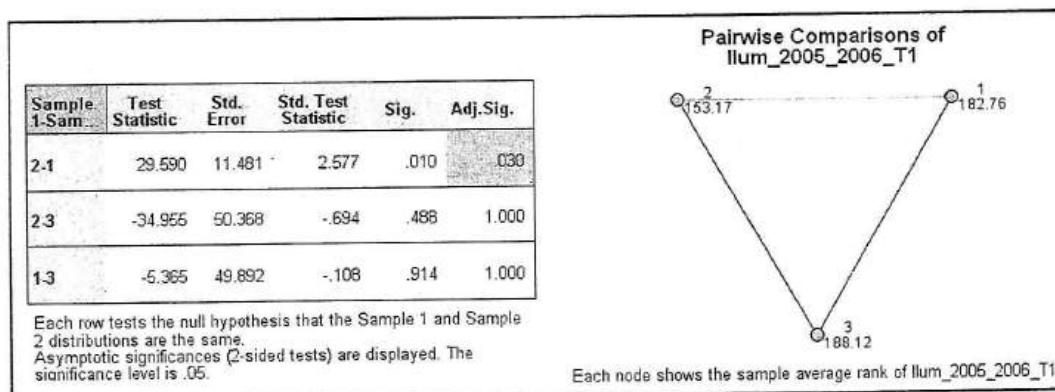 Sample 1-Sam... Test Statistic Std. Error Std. Test Statistic Sig. Adj.Sig.
2-1 29.590 11.481 2.577 .010 .030
2-3 -34.955 50.368 -.694 .488 1.000
1-3 -5.365 49.892 -.108 .914 1.000
Each row tests the null hypothesis that the Sample 1 and Sample
2 distributions are the same.
Asymptotic significances (2-sided tests) are displayed. The
significance level is .05.
Pairwise Comparisons of
Ilum_2005_2006_T1
2
153.17
1
182.76
3
188.12
Each node shows the sample average rank of Ilum_2005_2006_T1